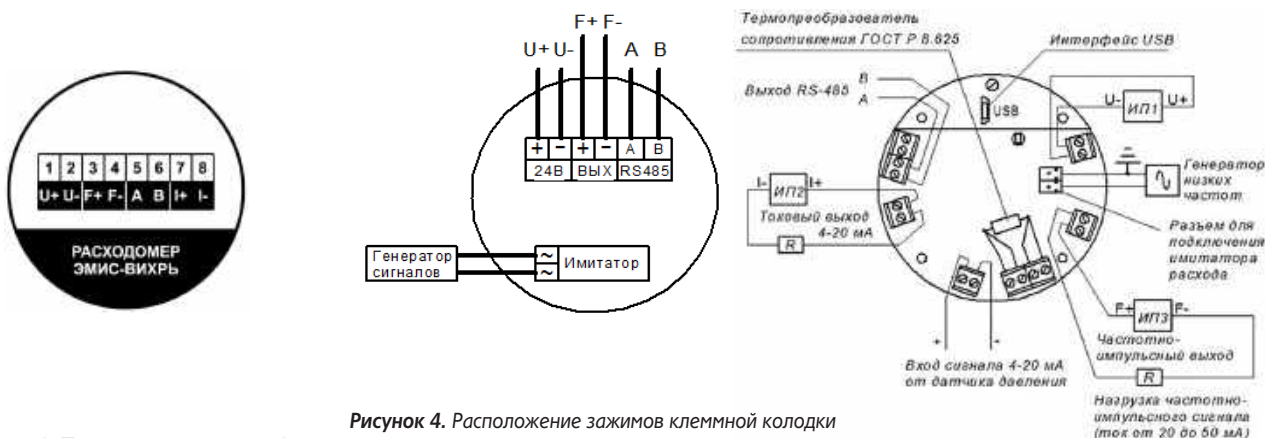 1 2 3 4 5 6 7 8
U+ U- F+ F- A B I+ I-
РАСХОДОМЕР
ЭМИС-ВИХРЬ
F+ F-
U+ U- A B
+ - + - A B
24В ВЫХ RS485
Генератор
сигналов
~
~
Имитатор
Термопреобразователь
сопротивления ГОСТ Р 8.625
Интерфейс USB
Выход RS-485
B
A
USB
U- ИП1 U+
Генератор
низких
частот
I- ИП2 I+
Токовый выход
4-20 мА
R
Разъем для
подключения
имитатора
расхода
F+ ИП3 F-
Частотно-
импульсный выход
R
+ -
Вход сигнала 4-20 мА
от датчика давления
Нагрузка частотно-
импульсного сигнала
(ток от 20 до 50 мА)
Рисунок 4. Расположение зажимов клеммной колодки